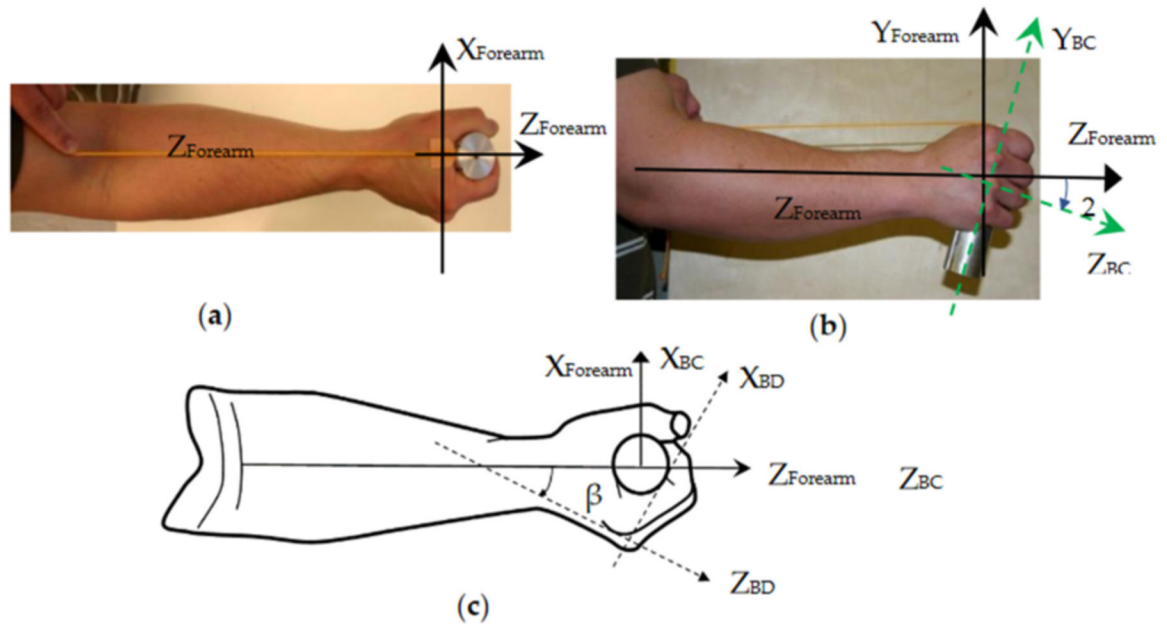 XForearm
ZForearm
ZForearm
(a)
YForearm
YBC
ZForearm
ZForearm
2
ZBC
(b)
XForearm
XBC
XBD
ZForearm
ZBC
β
ZBD
(c)